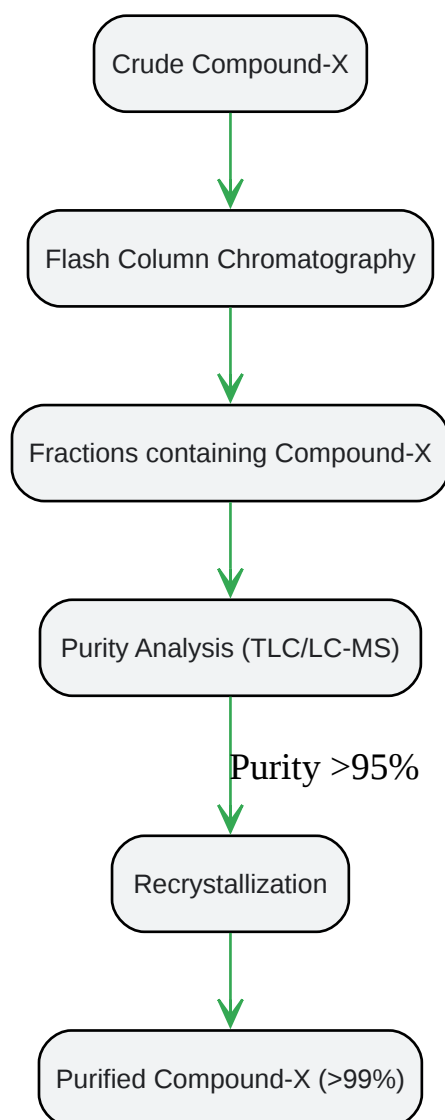 Crude Compound-X
Flash Column Chromatography
Fractions containing Compound-X
Purity Analysis (TLC/LC-MS)
Purity >95%
Recrystallization
Purified Compound-X (>99%)